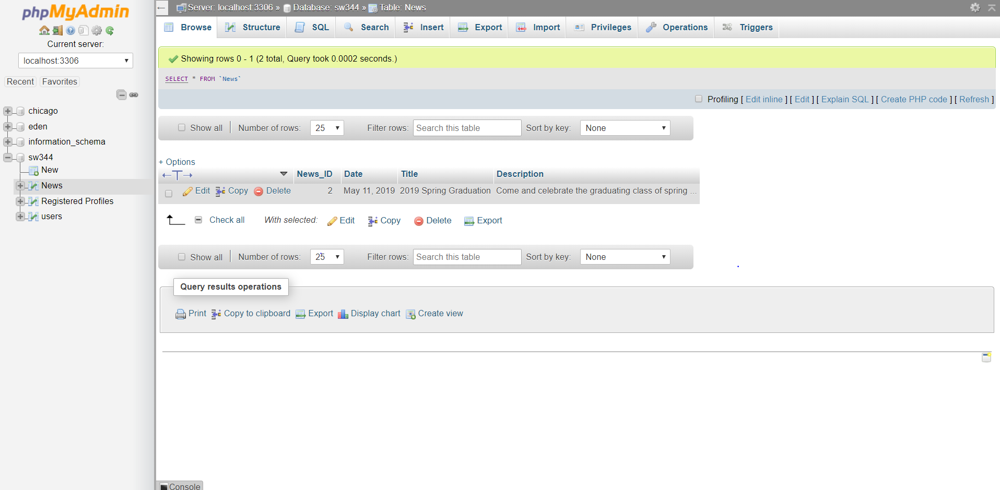 phpMyAdmin
Current server:
localhost:3306
Recent Favorites
chicago
eden
information_schema
sw344
New
News
Registered Profiles
users
Server: localhost:3306 » Database: sw344 » Table: News
Browse Structure SQL Search Insert Export Import Privileges Operations Triggers
Showing rows 0 - 1 (2 total, Query took 0.0002 seconds.)
SELECT * FROM `News`
Profiling [ Edit inline ] [ Edit ] [ Explain SQL ] [ Create PHP code ] [ Refresh ]
Show all Number of rows: 25 Filter rows: Search this table Sort by key: None
+ Options
←T→ News_ID Date Title Description
Edit Copy Delete 2 May 11, 2019 2019 Spring Graduation Come and celebrate the graduating class of spring ...
Check all With selected: Edit Copy Delete Export
Show all Number of rows: 25 Filter rows: Search this table Sort by key: None
Query results operations
Print Copy to clipboard Export Display chart Create view
Console